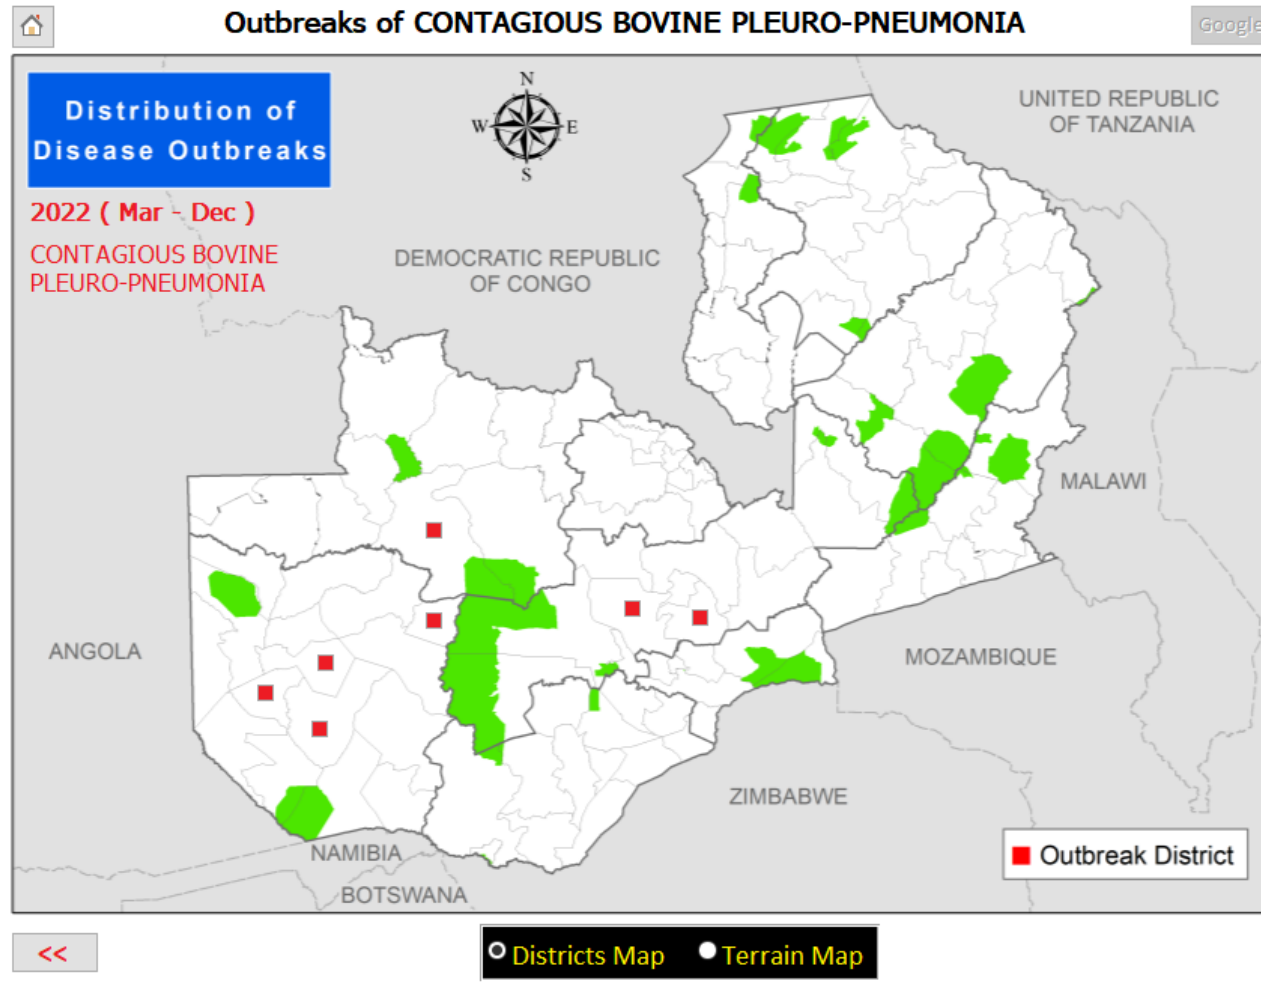 Outbreaks of CONTAGIOUS BOVINE PLEURO-PNEUMONIA
Google
Distribution of
Disease Outbreaks
N
W
E
S
UNITED REPUBLIC
OF TANZANIA
2022 ( Mar - Dec )
CONTAGIOUS BOVINE
PLEURO-PNEUMONIA
DEMOCRATIC REPUBLIC
OF CONGO
MALAWI
ANGOLA
MOZAMBIQUE
ZIMBABWE
NAMIBIA
BOTSWANA
Outbreak District
<<
Districts Map
Terrain Map